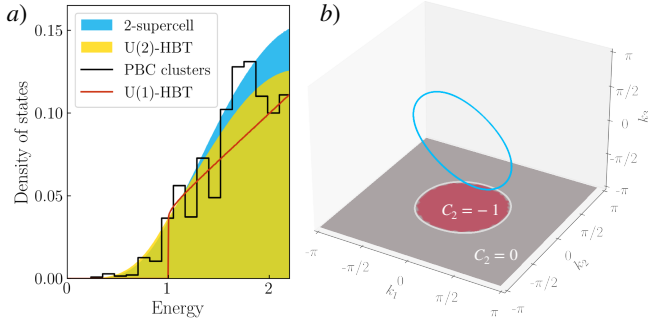 a)
0.15
0.10
0.05
0.00
Density of states
2-supercell
U(2)-HBT
PBC clusters
U(1)-HBT
0
1
2
Energy
b)
C₂ = −1
C₂ = 0
-π
-π/2
0
π/2
π
k₁
-π
-π/2
0
π/2
π
k₂
-π
-π/2
0
π/2
π
k₃